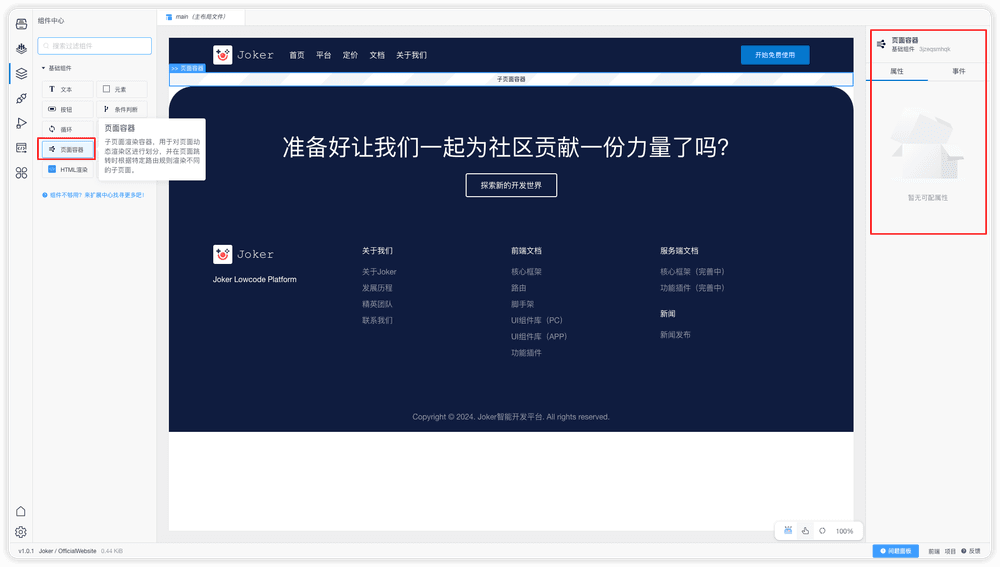 组件中心
main（主布局文件）
搜索过滤组件
基础组件
文本
元素
按钮
条件判断
循环
页面容器
HTML渲染
组件不够用？来扩展中心找寻更多吧！
页面容器
子页面渲染容器，用于对页面动
态渲染区进行划分，并在页面跳
转时根据特定路由规则渲染不同
的子页面。
Joker
首页
平台
定价
文档
关于我们
开始免费使用
>> 页面容器
子页面容器
准备好让我们一起为社区贡献一份力量了吗?
探索新的开发世界
Joker
Joker Lowcode Platform
关于我们
关于Joker
发展历程
精英团队
联系我们
前端文档
核心框架
路由
脚手架
UI组件库（PC）
UI组件库（APP）
功能插件
服务端文档
核心框架（完善中）
功能插件（完善中）
新闻
新闻发布
Copyright © 2024. Joker智能开发平台. All rights reserved.
页面容器
基础组件
属性
事件
暂无可配属性
100%
v1.0.1 Joker / OfficialWebsite 0.44 KiB
问题面板
前端
项目
反馈